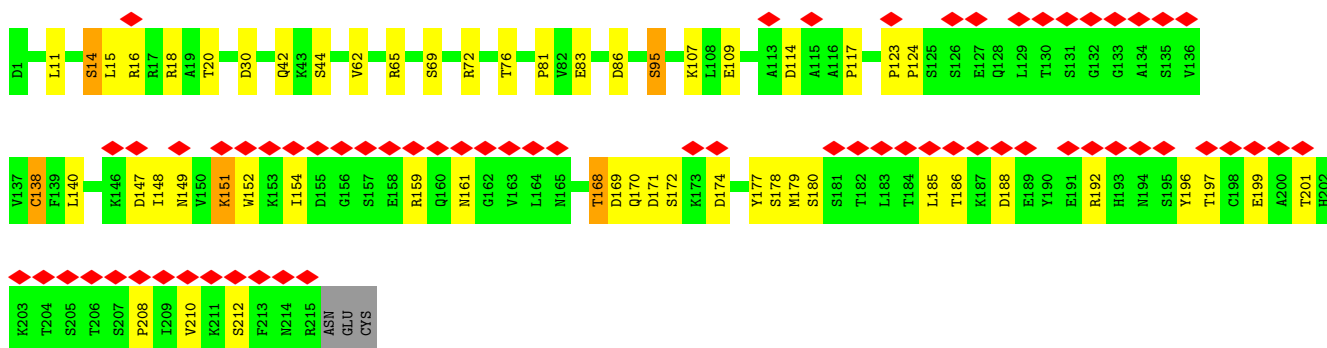 D1 L11 S14 L15 R16 R17 R18 A19 T20 D30 Q42 K43 S44 V62 R65 S69 R72 T76 P81 V82 E83 D86 S95 K107 L108 E109 A113 D114 A115 A116 P117 P123 P124 S125 S126 E127 Q128 L129 T130 S131 G132 G133 A134 S135 V136
V137 C138 F139 L140 K146 D147 I148 N149 V150 K151 W152 K153 I154 D155 G156 S157 E158 R159 Q160 N161 G162 V163 L164 N165 T168 D169 Q170 D171 S172 K173 D174 Y177 S178 M179 S180 S181 T182 L183 T184 L185 T186 K187 D188 E189 Y190 E191 R192 H193 N194 S195 Y196 T197 C198 E199 A200 T201 H202
K203 T204 S205 T206 S207 P208 I209 V210 K211 S212 F213 N214 R215 ASN GLU CYS